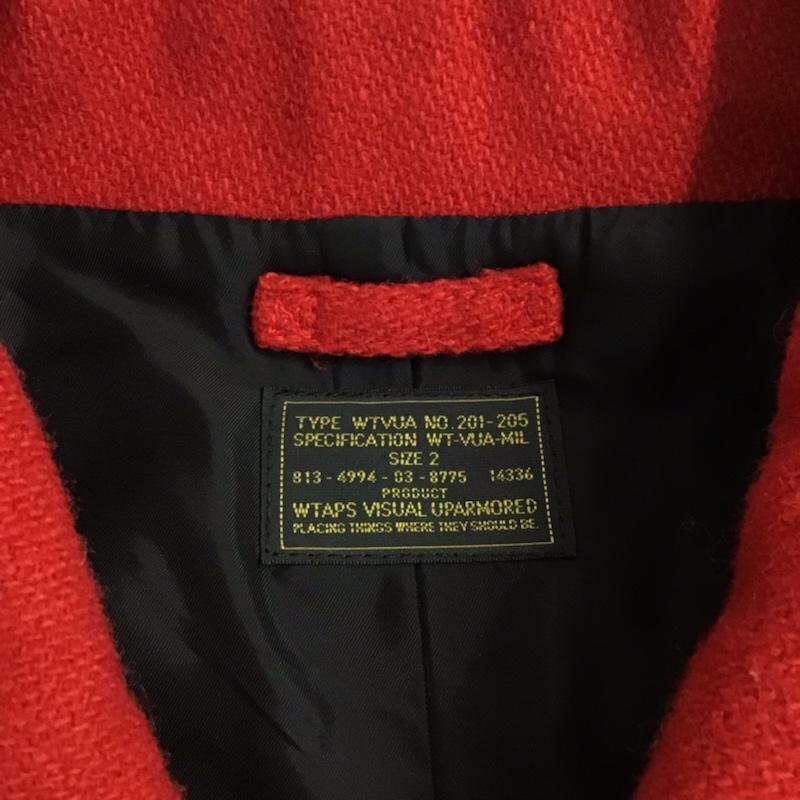 TYPE WTVUA NO.201-205
SPECIFICATION WT-VUA-MIL
SIZE 2
813-4994-03-8775 14336
PRODUCT
WTAPS VISUAL UPARMORED
PLACING THINGS WHERE THEY SHOULD BE.